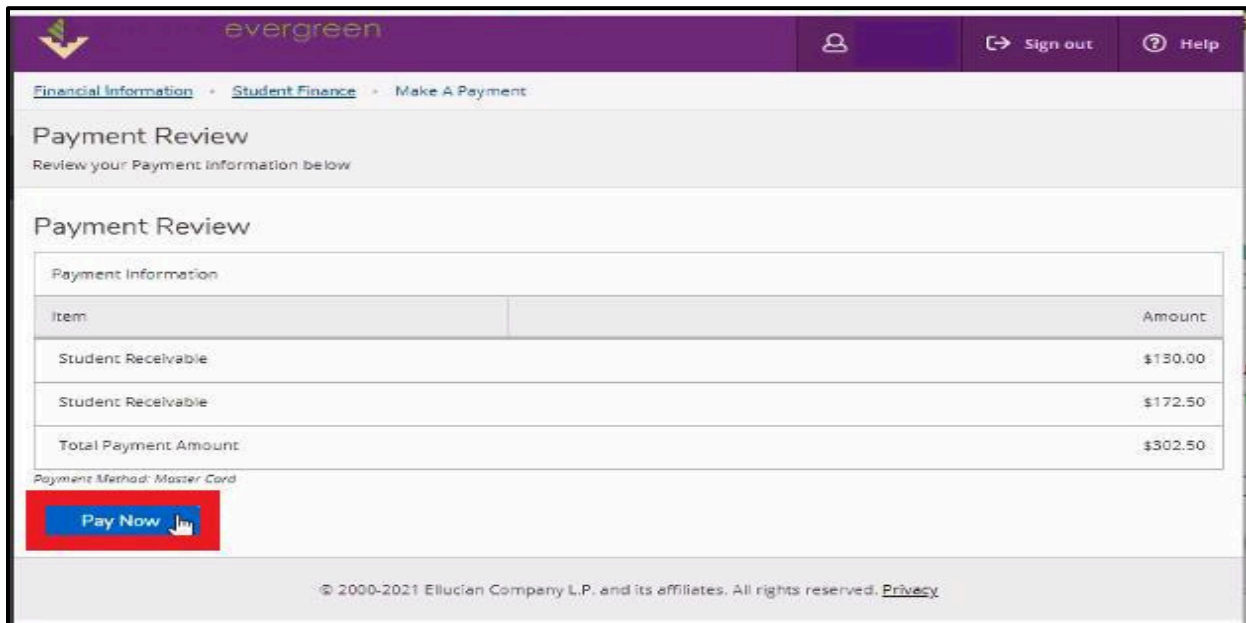 evergreen
Sign out
Help
Financial Information · Student Finance · Make A Payment
Payment Review
Review your Payment Information below
Payment Review
Payment Information
Item Amount
Student Receivable $130.00
Student Receivable $172.50
Total Payment Amount $302.50
Payment Method: Master Card
Pay Now
© 2000-2021 Ellucian Company L.P. and its affiliates. All rights reserved. Privacy